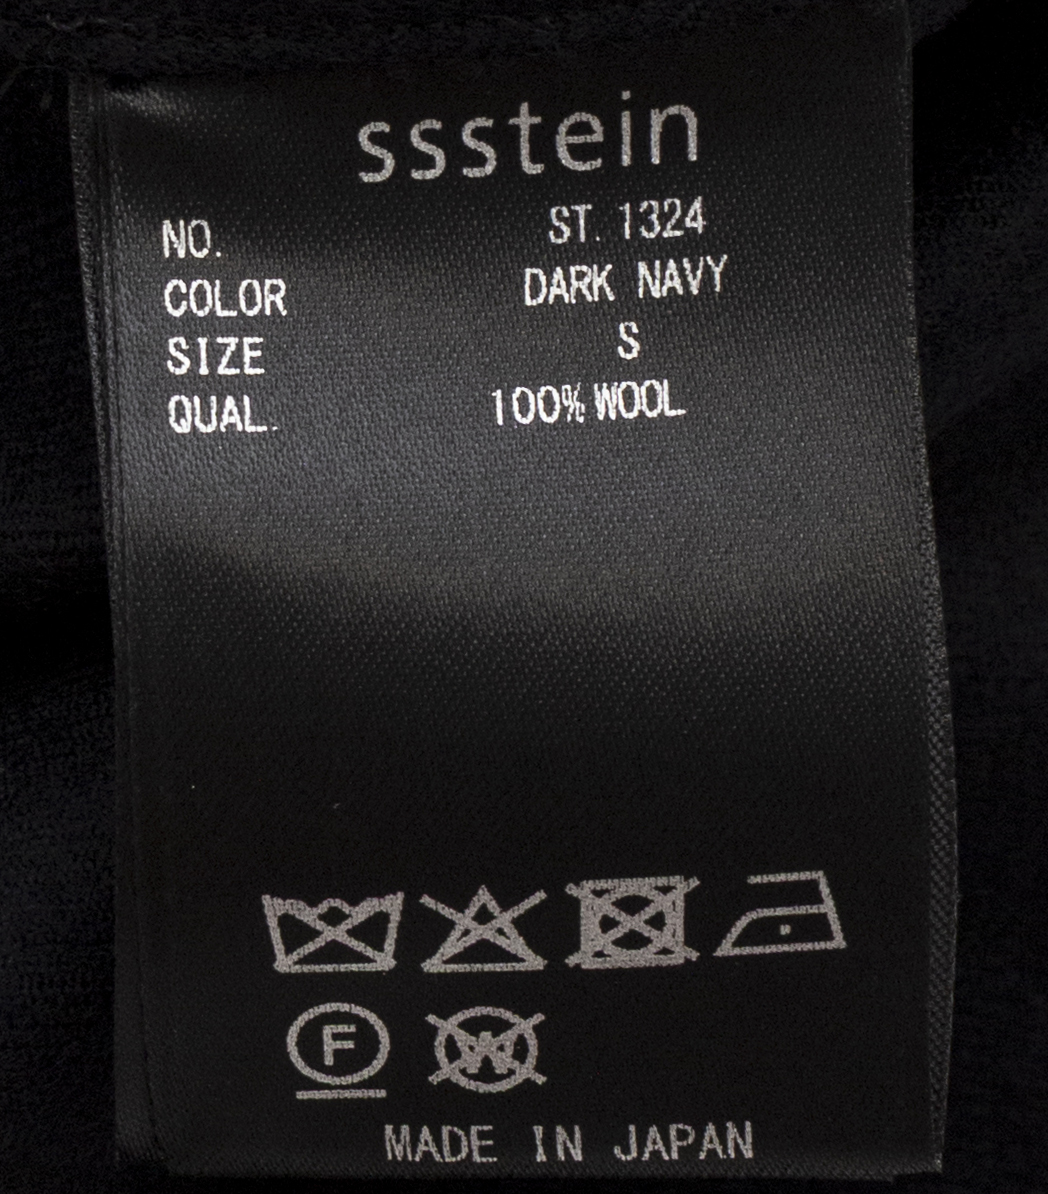 ssstein
NO. ST. 1324
COLOR DARK NAVY
SIZE S
QUAL. 100% WOOL
F W
MADE IN JAPAN